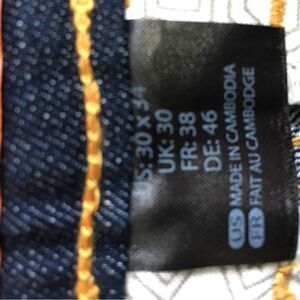 US: 30 X 34
UK: 30
FR: 38
DE: 46
US MADE IN CAMBODIA
FR FAIT AU CAMBODGE